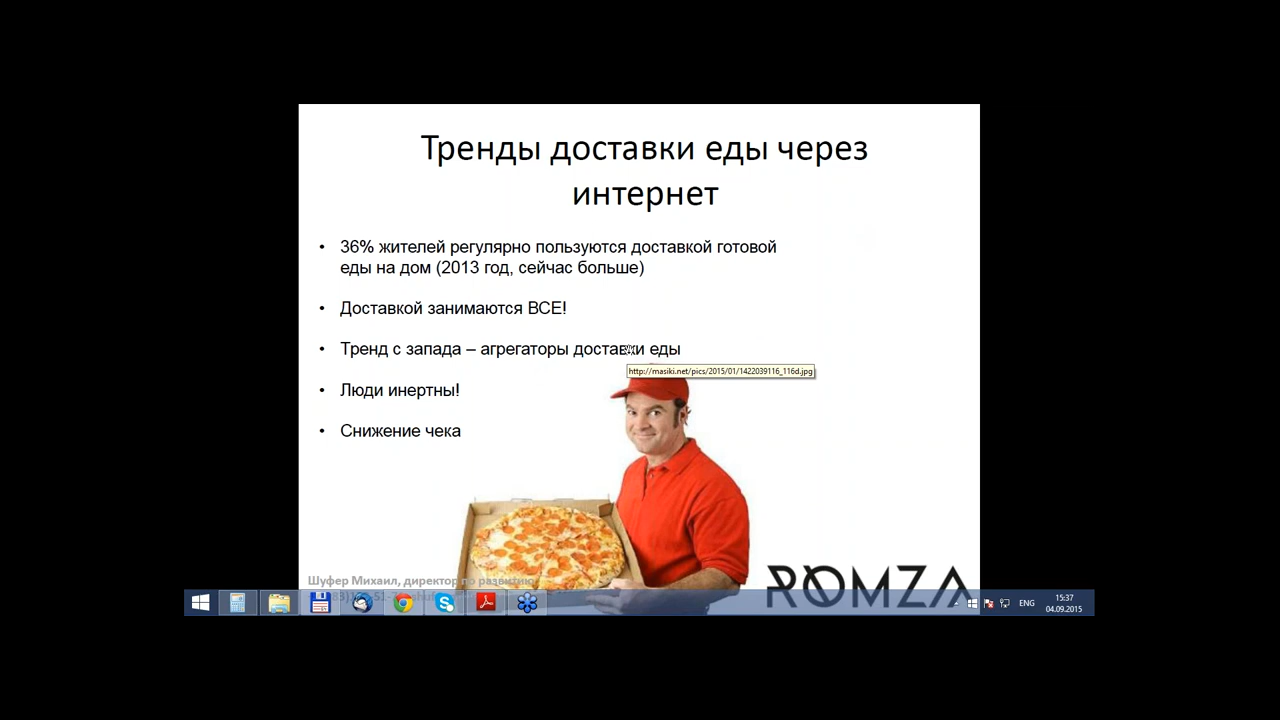 Тренды доставки еды через
интернет
• 36% жителей регулярно пользуются доставкой готовой
еды на дом (2013 год, сейчас больше)
• Доставкой занимаются ВСЕ!
• Тренд с запада – агрегаторы доставки еды
http://masiki.net/pics/2015/01/1422039116_116d.jpg
• Люди инертны!
• Снижение чека
Шуфер Михаил, директор по развитию
ROMZA
ENG
15:37
04.09.2015